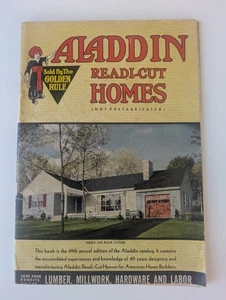 ALADDIN
Sold By The
GOLDEN
RULE
READI-CUT
HOMES
(NOT PREFABRICATED)
This book is the 49th annual edition of the Aladdin catalog. It contains
the accumulated experience and knowledge of 49 years designing and
manufacturing Aladdin Readi-Cut Houses for American Home Builders.
LUMBER, MILLWORK, HARDWARE AND LABOR